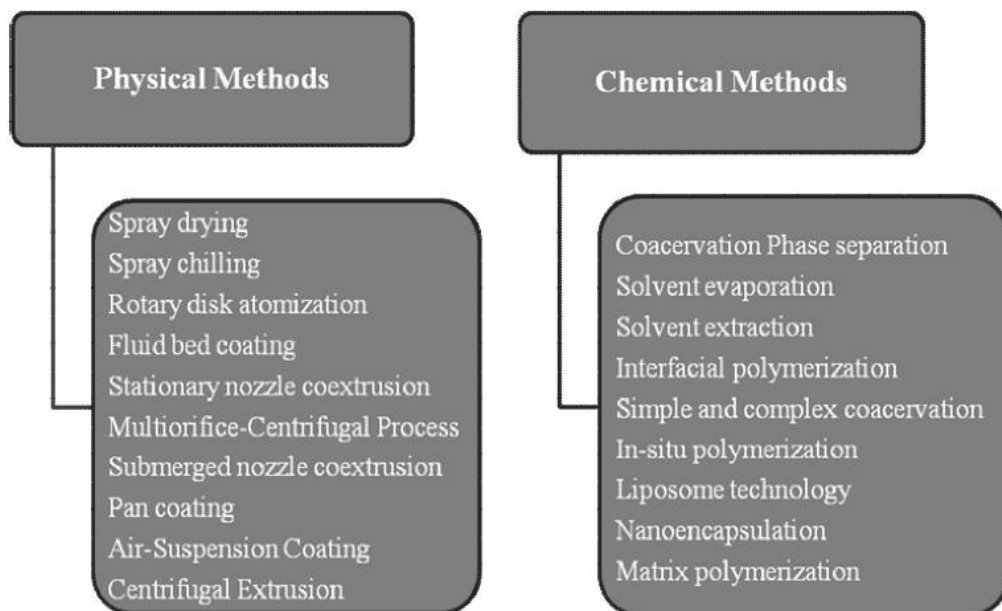 Physical Methods
Spray drying
Spray chilling
Rotary disk atomization
Fluid bed coating
Stationary nozzle coextrusion
Multiorifice-Centrifugal Process
Submerged nozzle coextrusion
Pan coating
Air-Suspension Coating
Centrifugal Extrusion
Chemical Methods
Coacervation Phase separation
Solvent evaporation
Solvent extraction
Interfacial polymerization
Simple and complex coacervation
In-situ polymerization
Liposome technology
Nanoencapsulation
Matrix polymerization